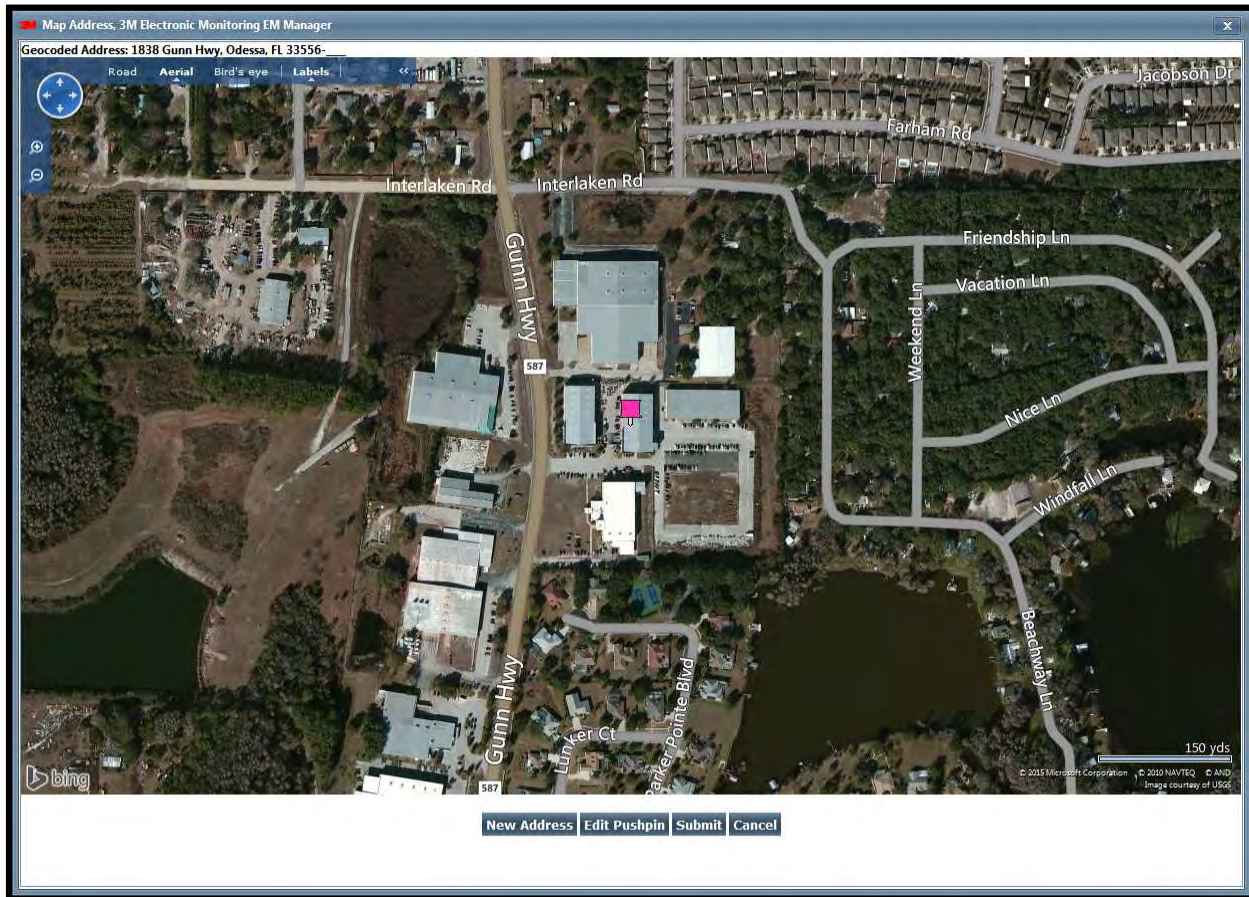 3M Map Address, 3M Electronic Monitoring EM Manager X
Geocoded Address: 1838 Gunn Hwy, Odessa, FL 33556-____
Road Aerial Bird's eye Labels «
Jacobson Dr
Farham Rd
Interlaken Rd Interlaken Rd
Gunn Hwy
Friendship Ln
Vacation Ln
Weekend Ln
587
Nice Ln
Windfall Ln
Beachway Ln
Gunn Hwy
Lunker Ct
Parker Pointe Blvd
587
150 yds
bing
© 2015 Microsoft Corporation © 2010 NAVTEQ © AND
Image courtesy of USGS
New Address Edit Pushpin Submit Cancel